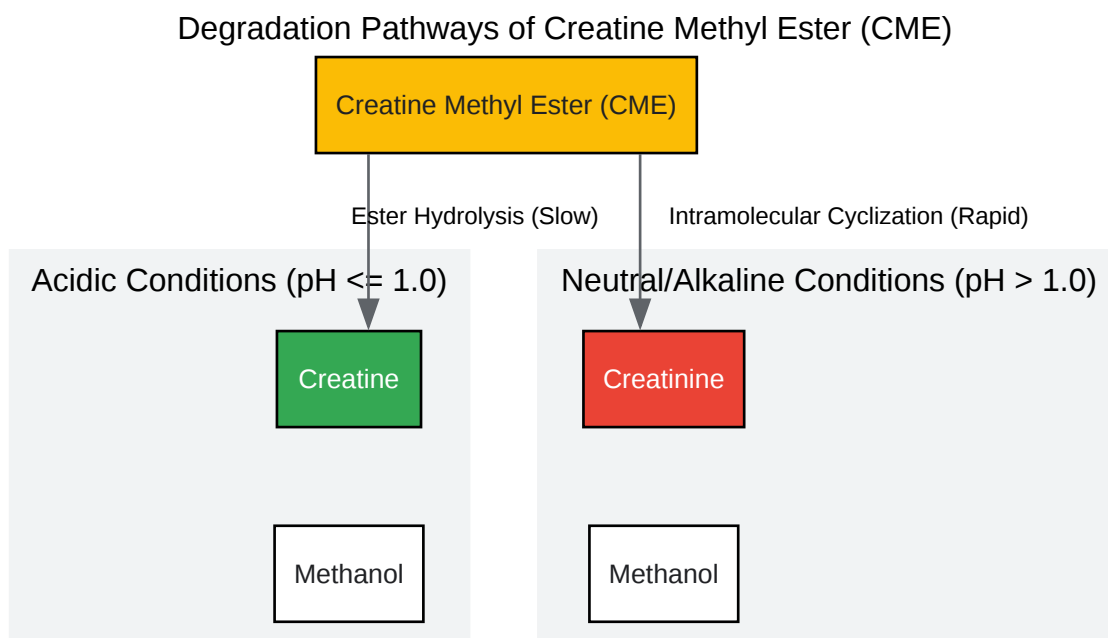 Degradation Pathways of Creatine Methyl Ester (CME)
Creatine Methyl Ester (CME)
Ester Hydrolysis (Slow)
Intramolecular Cyclization (Rapid)
Acidic Conditions (pH <= 1.0)
Neutral/Alkaline Conditions (pH > 1.0)
Creatine
Creatinine
Methanol
Methanol